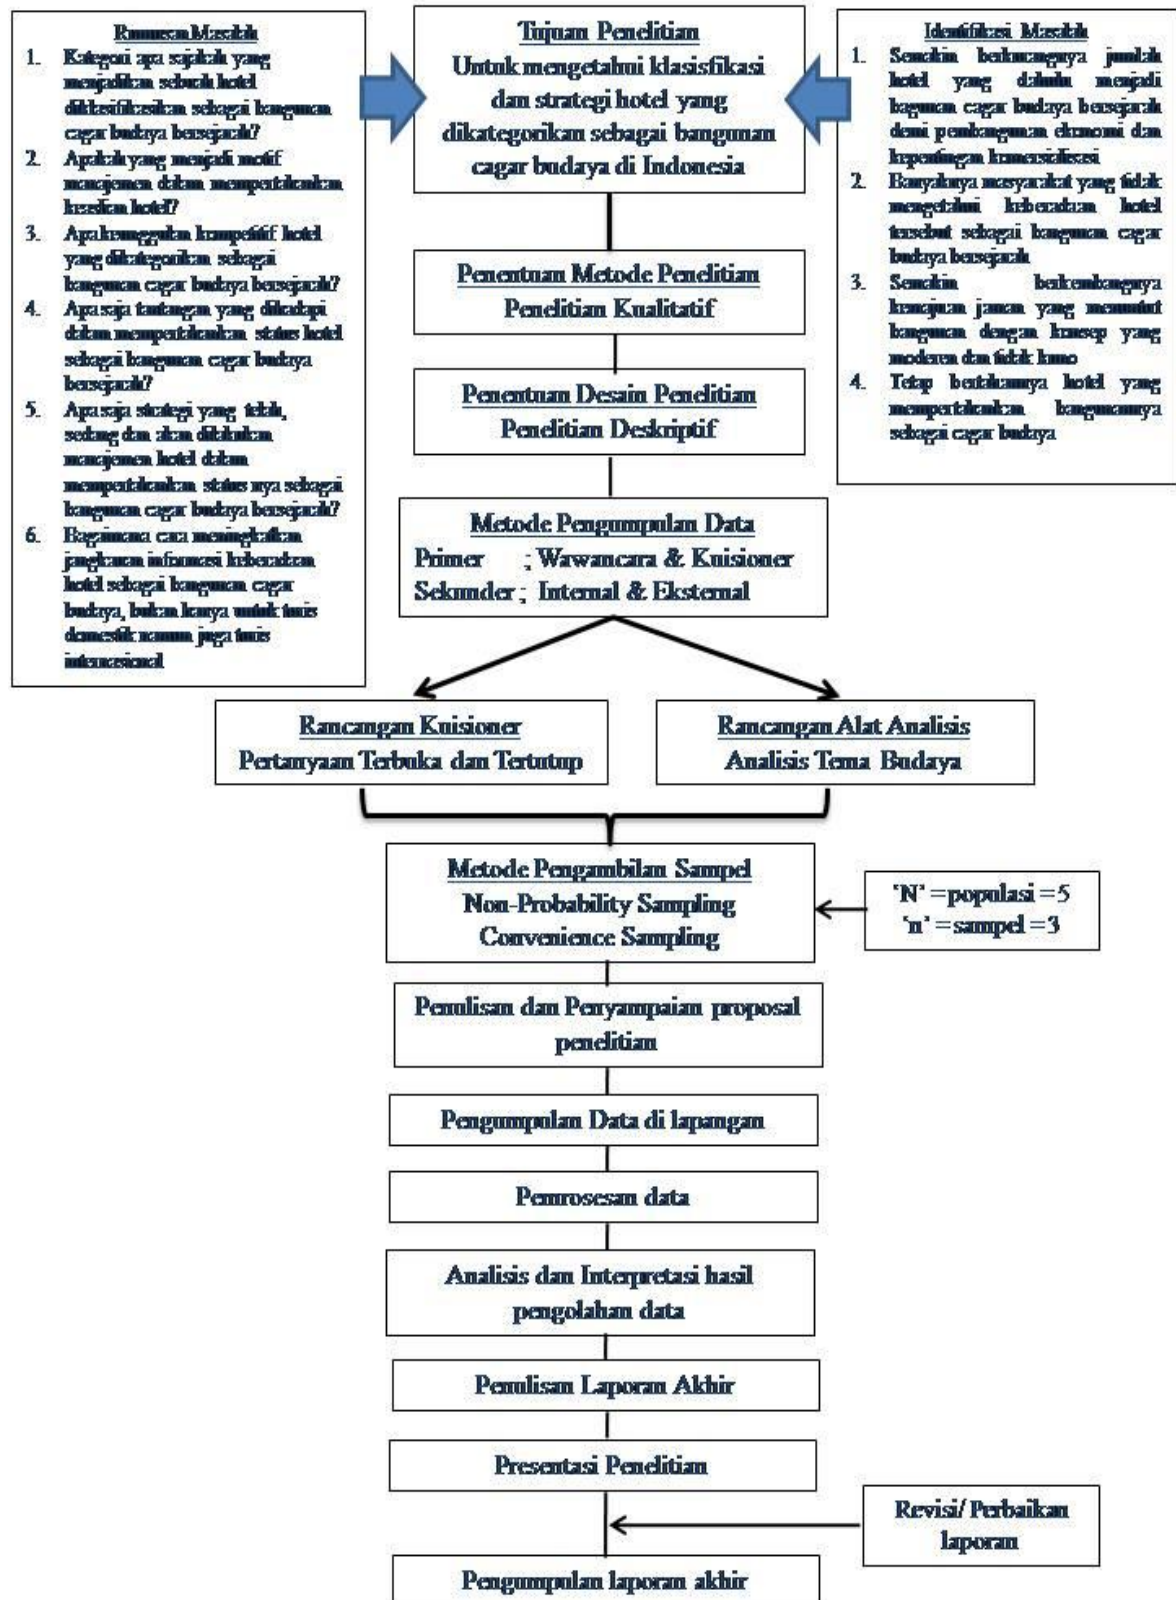 Rumusan Masalah
1. Kategori apa sajakah yang
menjadikan sebuah hotel
diklasifikasikan sebagai bangunan
cagar budaya bersejarah?
2. Apakah yang menjadi motif
manajemen dalam mempertahankan
keaslian hotel?
3. Apa keunggulan kompetitif hotel
yang dikategorikan sebagai
bangunan cagar budaya bersejarah?
4. Apa saja tantangan yang dihadapi
dalam mempertahankan status hotel
sebagai bangunan cagar budaya
bersejarah?
5. Apa saja strategi yang telah,
sedang dan akan dilakukan
manajemen hotel dalam
mempertahankan status nya sebagai
bangunan cagar budaya bersejarah?
6. Bagaimana cara meningkatkan
jangkauan informasi keberadaan
hotel sebagai bangunan cagar
budaya, bukan hanya untuk turis
domestik namun juga turis
internasional
Tujuan Penelitian
Untuk mengetahui klasisfikasi
dan strategi hotel yang
dikategorikan sebagai bangunan
cagar budaya di Indonesia
Identifikasi Masalah
1. Semakin berkurangnya jumlah
hotel yang dahulu menjadi
bagunan cagar budaya bersejarah
demi pembangunan ekonomi dan
kepentingan komersialisasi
2. Banyaknya masyarakat yang tidak
mengetahui keberadaan hotel
tersebut sebagai bangunan cagar
budaya bersejarah
3. Semakin berkembangnya
kemajuan jaman yang menuntut
bangunan dengan konsep yang
moderen dan tidak kuno
4. Tetap bertahannya hotel yang
mempertahankan bangunannya
sebagai cagar budaya
Penentuan Metode Penelitian
Penelitian Kualitatif
Penentuan Desain Penelitian
Penelitian Deskriptif
Metode Pengumpulan Data
Primer ; Wawancara & Kuisioner
Sekunder ; Internal & Eksternal
Rancangan Kuisioner
Pertanyaan Terbuka dan Tertutup
Rancangan Alat Analisis
Analisis Tema Budaya
Metode Pengambilan Sampel
Non-Probability Sampling
Convenience Sampling
'N' =populasi =5
'n' =sampel =3
Penulisan dan Penyampaian proposal
penelitian
Pengumpulan Data di lapangan
Pemrosesan data
Analisis dan Interpretasi hasil
pengolahan data
Penulisan Laporan Akhir
Presentasi Penelitian
Revisi/ Perbaikan
laporan
Pengumpulan laporan akhir